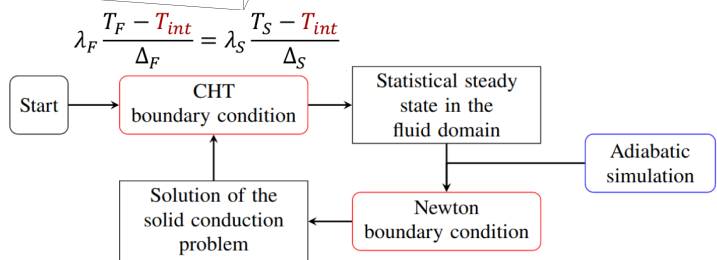 λ_F (T_F − T_int) / Δ_F = λ_S (T_S − T_int) / Δ_S
Start
CHT
boundary condition
Statistical steady
state in the
fluid domain
Adiabatic
simulation
Solution of the
solid conduction
problem
Newton
boundary condition